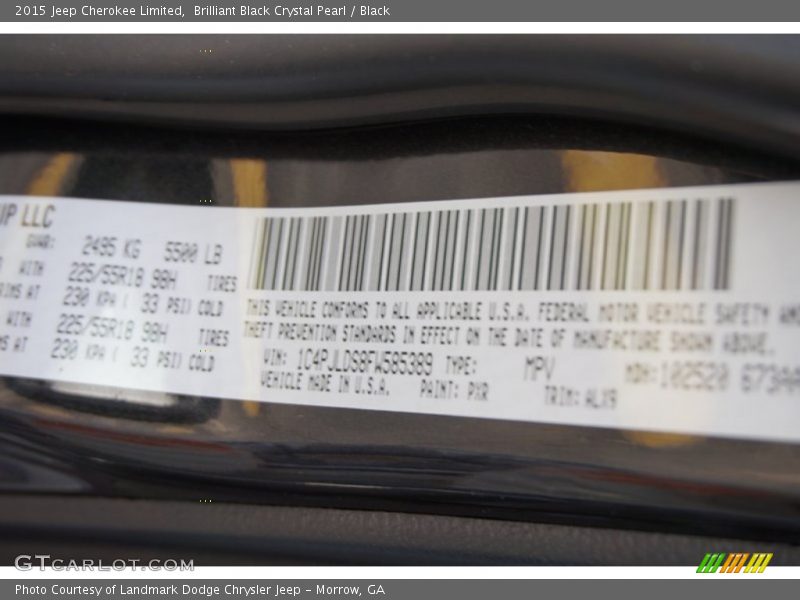 2015 Jeep Cherokee Limited, Brilliant Black Crystal Pearl / Black
UP LLC
GVWR: 2495 KG 5500 LB
WITH 225/55R18 98H TIRES
RIMS AT 230 KPA ( 33 PSI) COLD
WITH 225/55R18 98H TIRES
MS AT 230 KPA ( 33 PSI) COLD
THIS VEHICLE CONFORMS TO ALL APPLICABLE U.S.A. FEDERAL MOTOR VEHICLE SAFETY AND
THEFT PREVENTION STANDARDS IN EFFECT ON THE DATE OF MANUFACTURE SHOWN ABOVE.
VIN: 1C4PJLDS8FW585389 TYPE: MPV MDH: 102520 673AA
VEHICLE MADE IN U.S.A. PAINT: PXR TRIM: ALX9
GTCARLOT.COM
Photo Courtesy of Landmark Dodge Chrysler Jeep – Morrow, GA